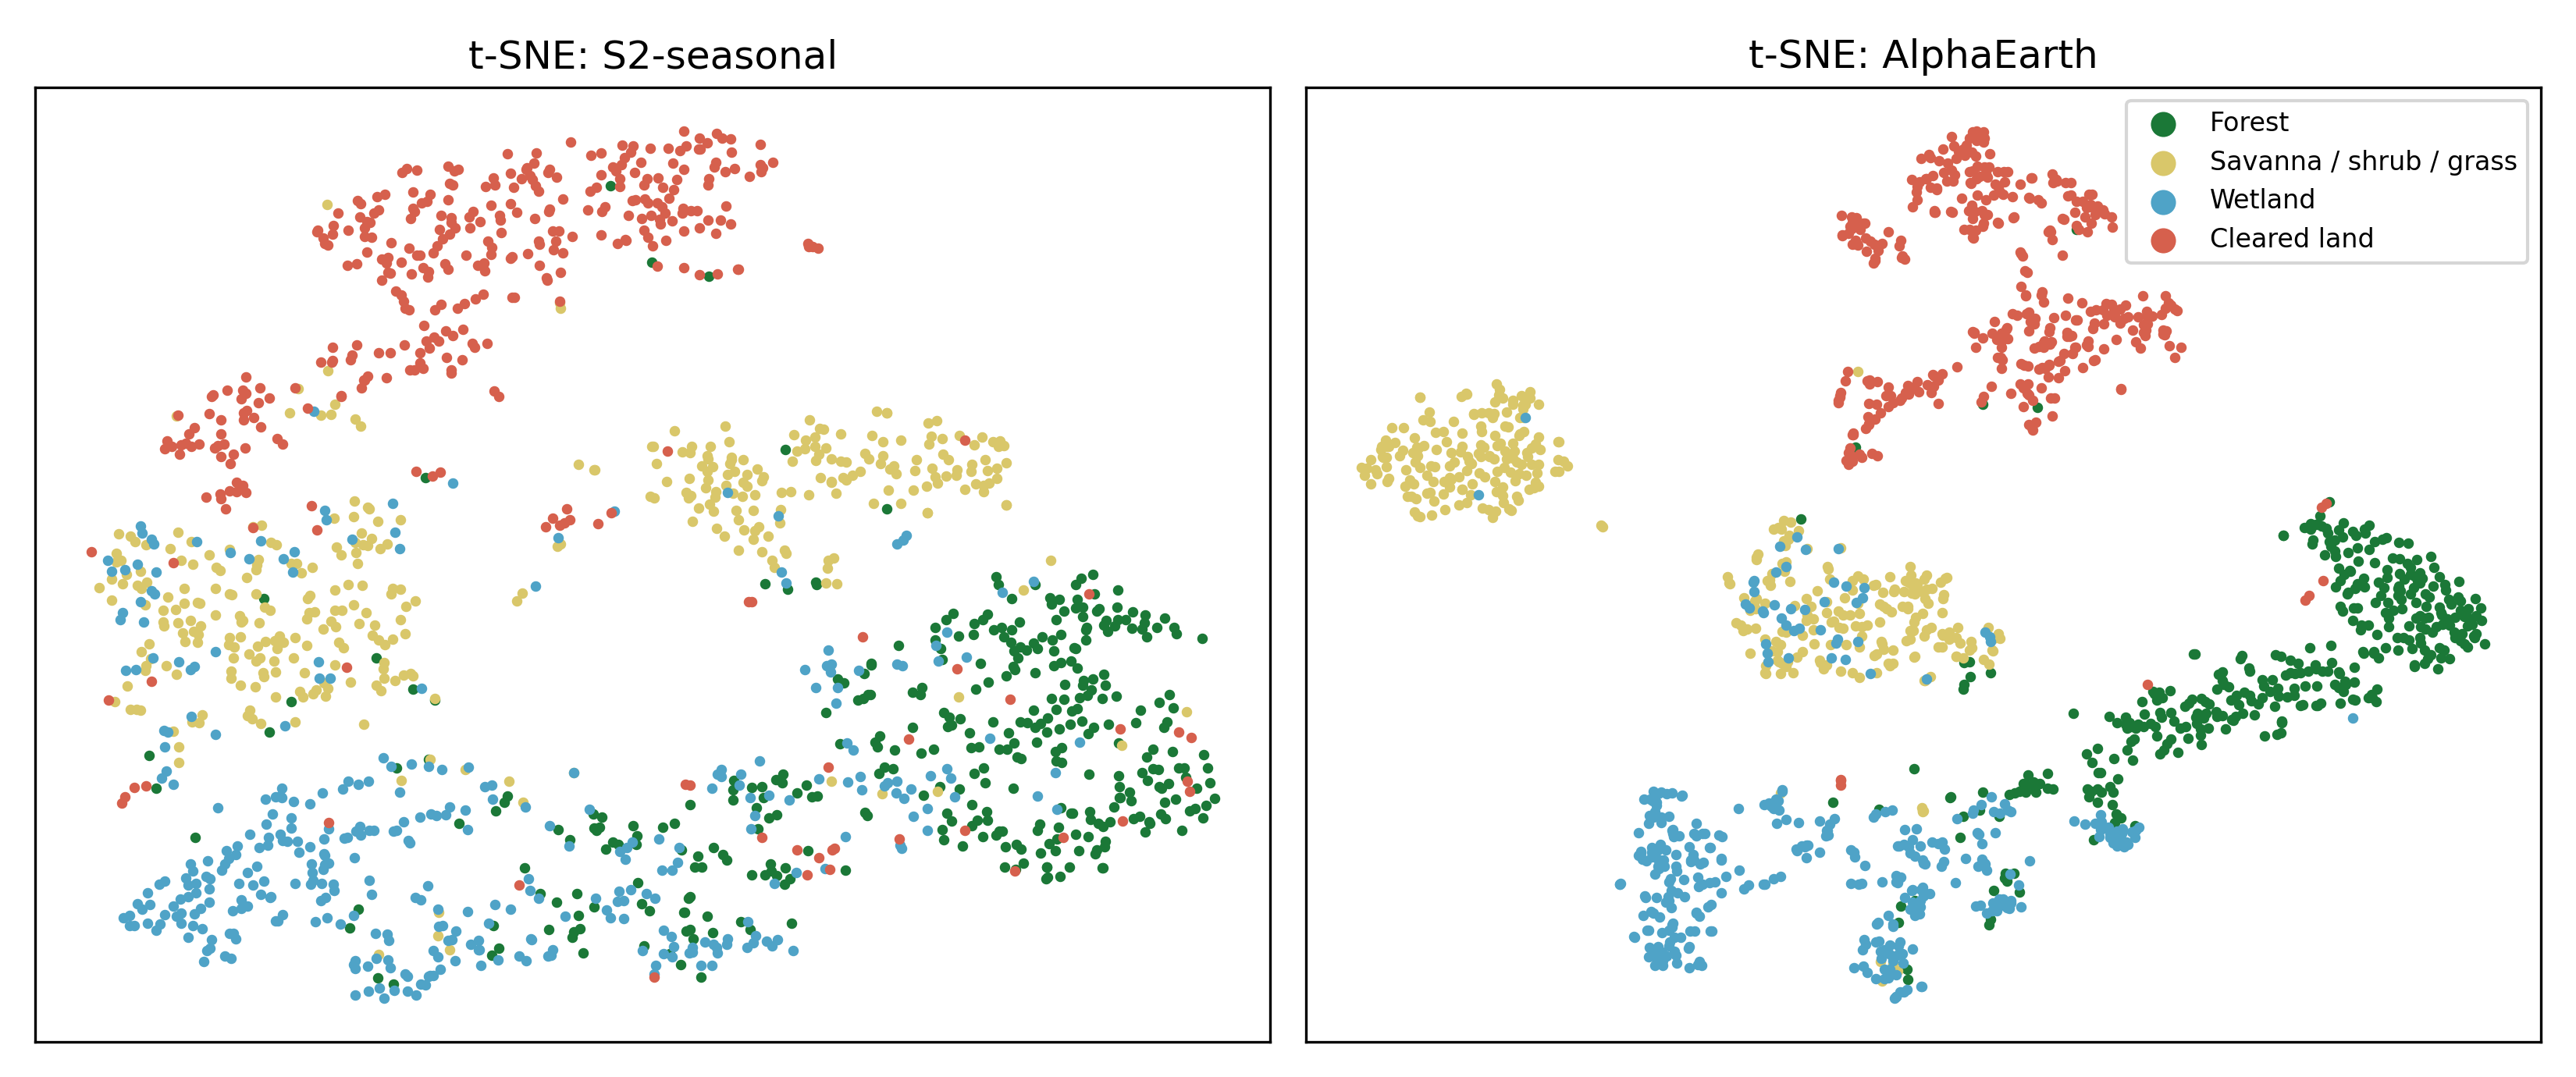 t-SNE: S2-seasonal
t-SNE: AlphaEarth
Forest
Savanna / shrub / grass
Wetland
Cleared land